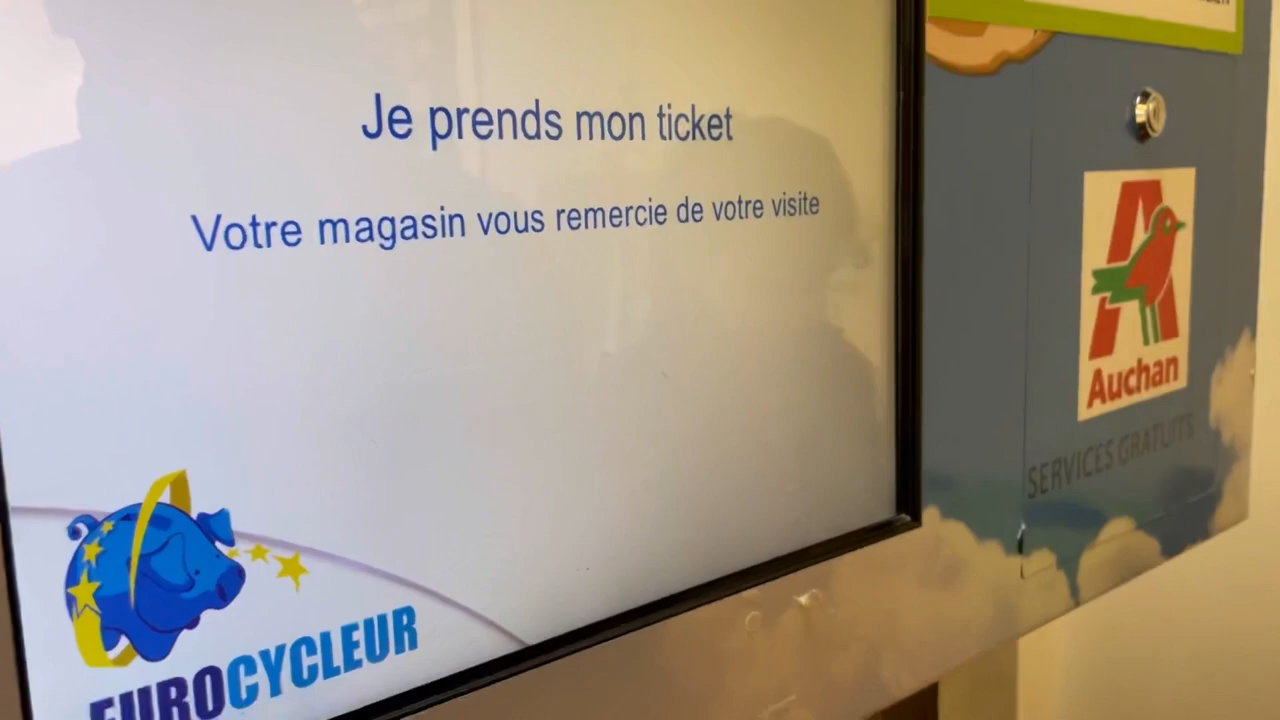 Je prends mon ticket
Votre magasin vous remercie de votre visite
EUROCYCLEUR
Auchan
SERVICES GRATUITS